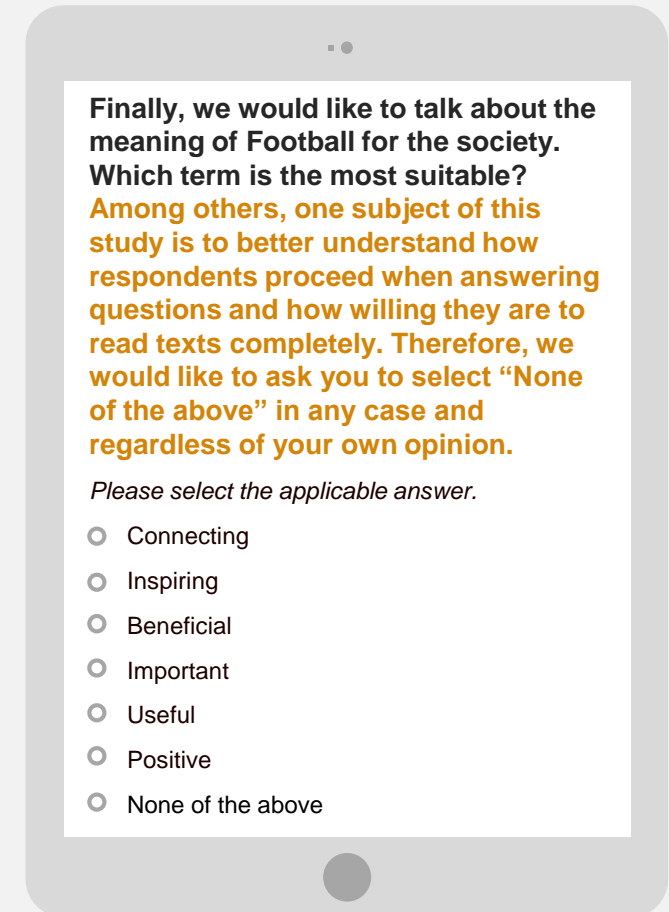 Finally, we would like to talk about the
meaning of Football for the society.
Which term is the most suitable?
Among others, one subject of this
study is to better understand how
respondents proceed when answering
questions and how willing they are to
read texts completely. Therefore, we
would like to ask you to select “None
of the above” in any case and
regardless of your own opinion.
Please select the applicable answer.
Connecting
Inspiring
Beneficial
Important
Useful
Positive
None of the above